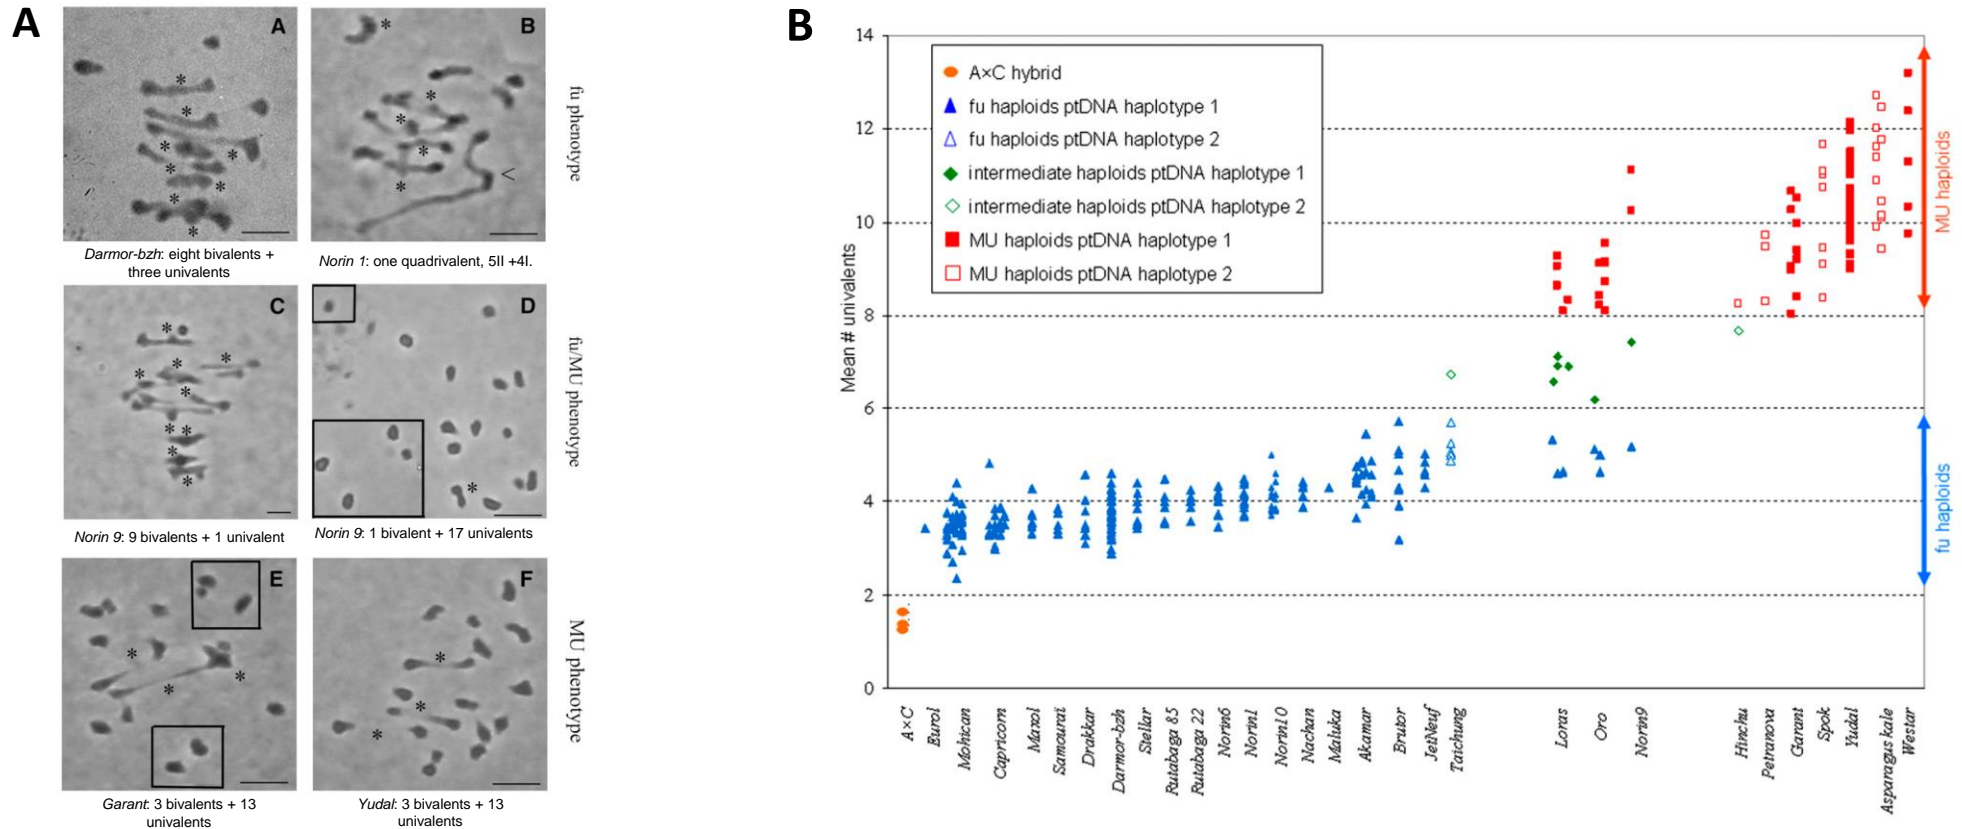 A
A
*
*
*
*
*
*
*
*
Darmor-bzh: eight bivalents +
three univalents
B
*
*
*
*
*
<
Norin 1: one quadrivalent, 5II +4I.
fu phenotype
C
*
*
*
*
*
*
*
*
*
Norin 9: 9 bivalents + 1 univalent
D
*
Norin 9: 1 bivalent + 17 univalents
fu/MU phenotype
E
*
*
*
Garant: 3 bivalents + 13
univalents
F
*
*
*
Yudal: 3 bivalents + 13
univalents
MU phenotype
B
Mean # univalents
14
12
10
8
6
4
2
0
A×C hybrid
fu haploids ptDNA haplotype 1
fu haploids ptDNA haplotype 2
intermediate haploids ptDNA haplotype 1
intermediate haploids ptDNA haplotype 2
MU haploids ptDNA haplotype 1
MU haploids ptDNA haplotype 2
MU haploids
fu haploids
A×C
Eurol
Mohican
Capricorn
Maxol
Samourai
Drakkar
Darmor-bzh
Stellar
Rutabaga 85
Rutabaga 22
Norin6
Norin1
Norin10
Nachan
Maluka
Akamar
Brutor
JetNeuf
Taichung
Loras
Oro
Norin9
Hinchu
Petranova
Garant
Spok
Yudal
Asparagus kale
Westar